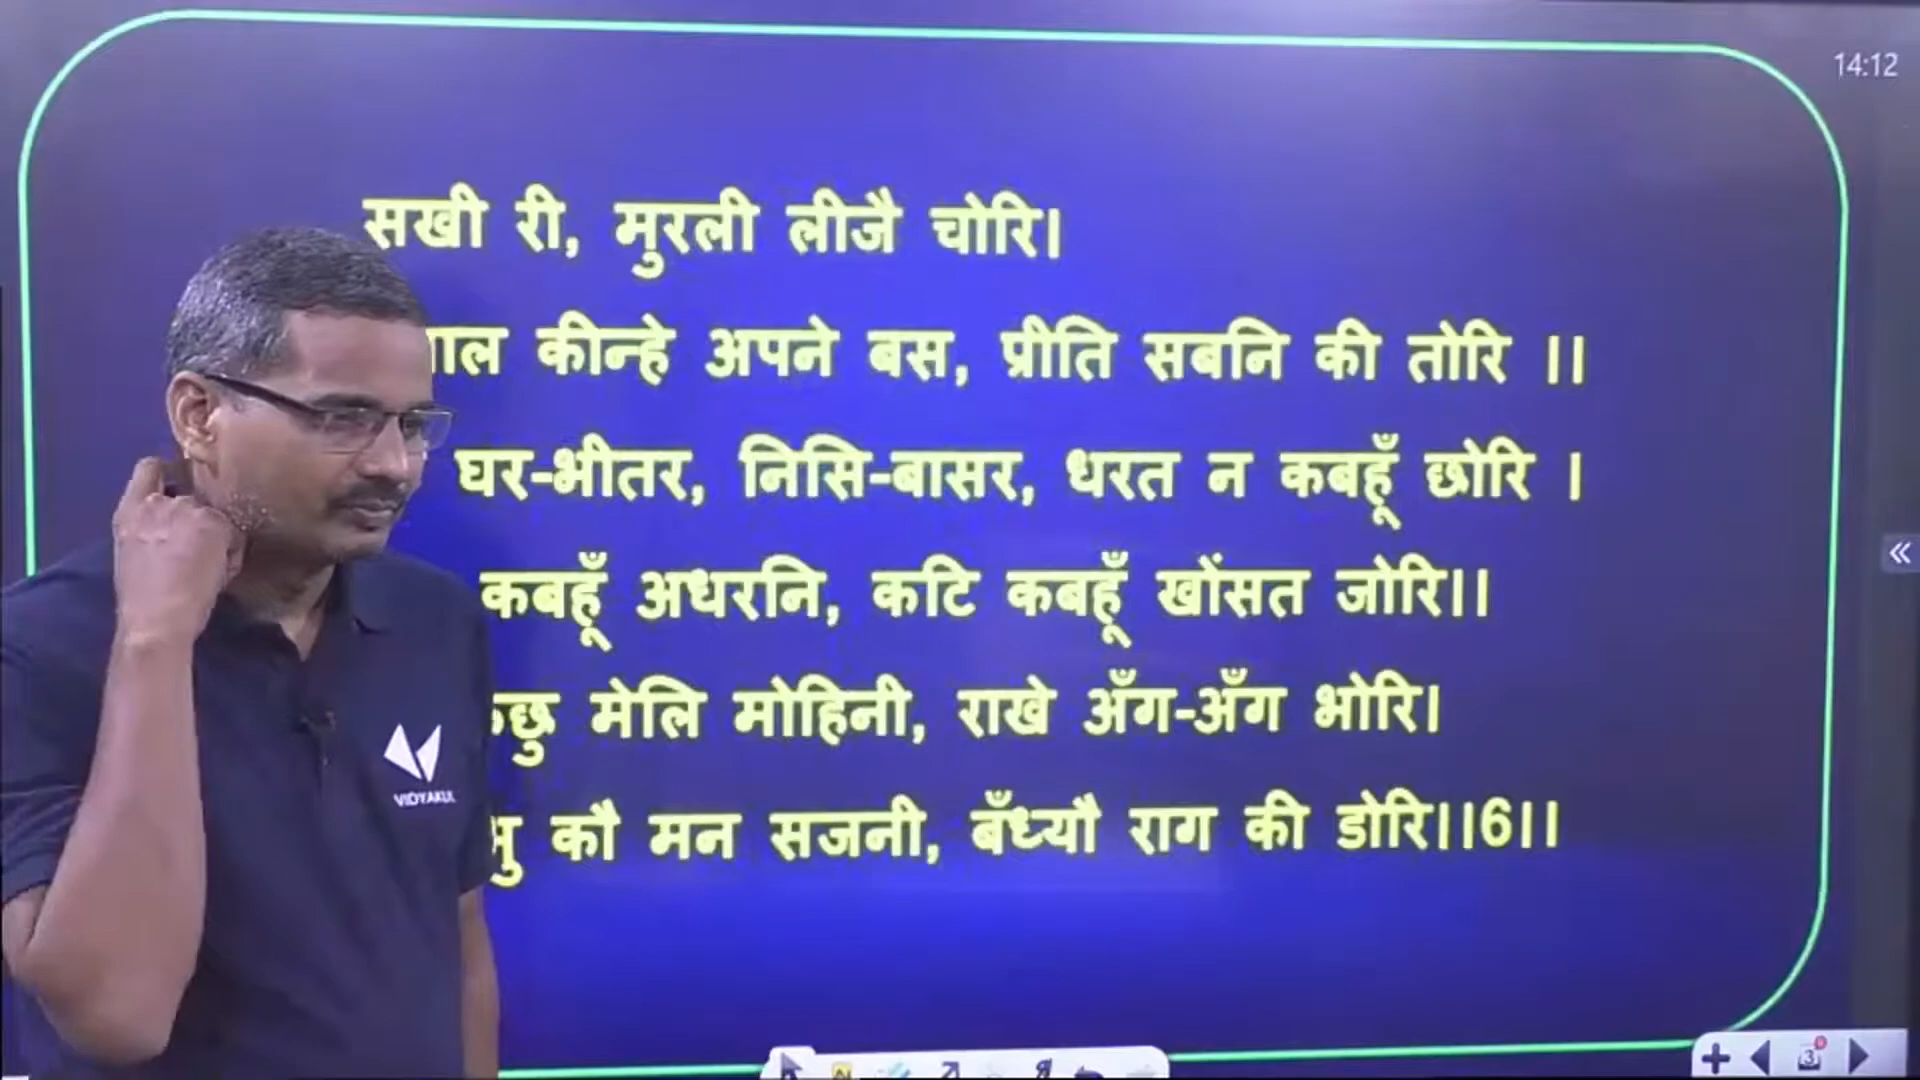 14:12
सखी री, मुरली लीजै चोरि।
कीन्हे अपने बस, प्रीति सबनि की तोरि ।।
घर-भीतर, निसि-बासर, धरत न कबहूँ छोरि ।
कबहूँ अधरनि, कटि कबहूँ खोंसत जोरि।।
मेलि मोहिनी, राखे अँग-अँग भोरि।
कौ मन सजनी, बँध्यौ राग की डोरि।।6।।
VIDYAKUL